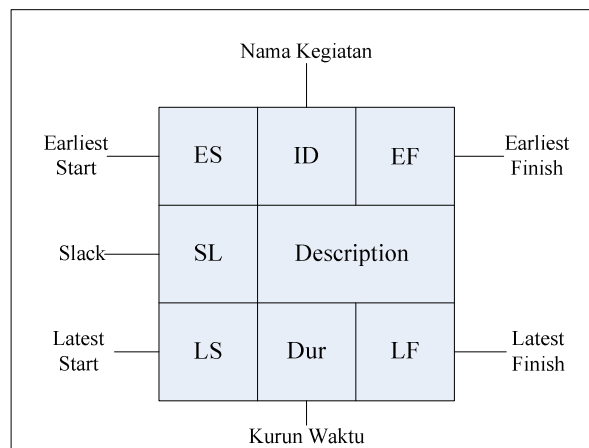 Nama Kegiatan
Earliest
Start
ES
ID
EF
Earliest
Finish
Slack
SL
Description
Latest
Start
LS
Dur
LF
Latest
Finish
Kurun Waktu